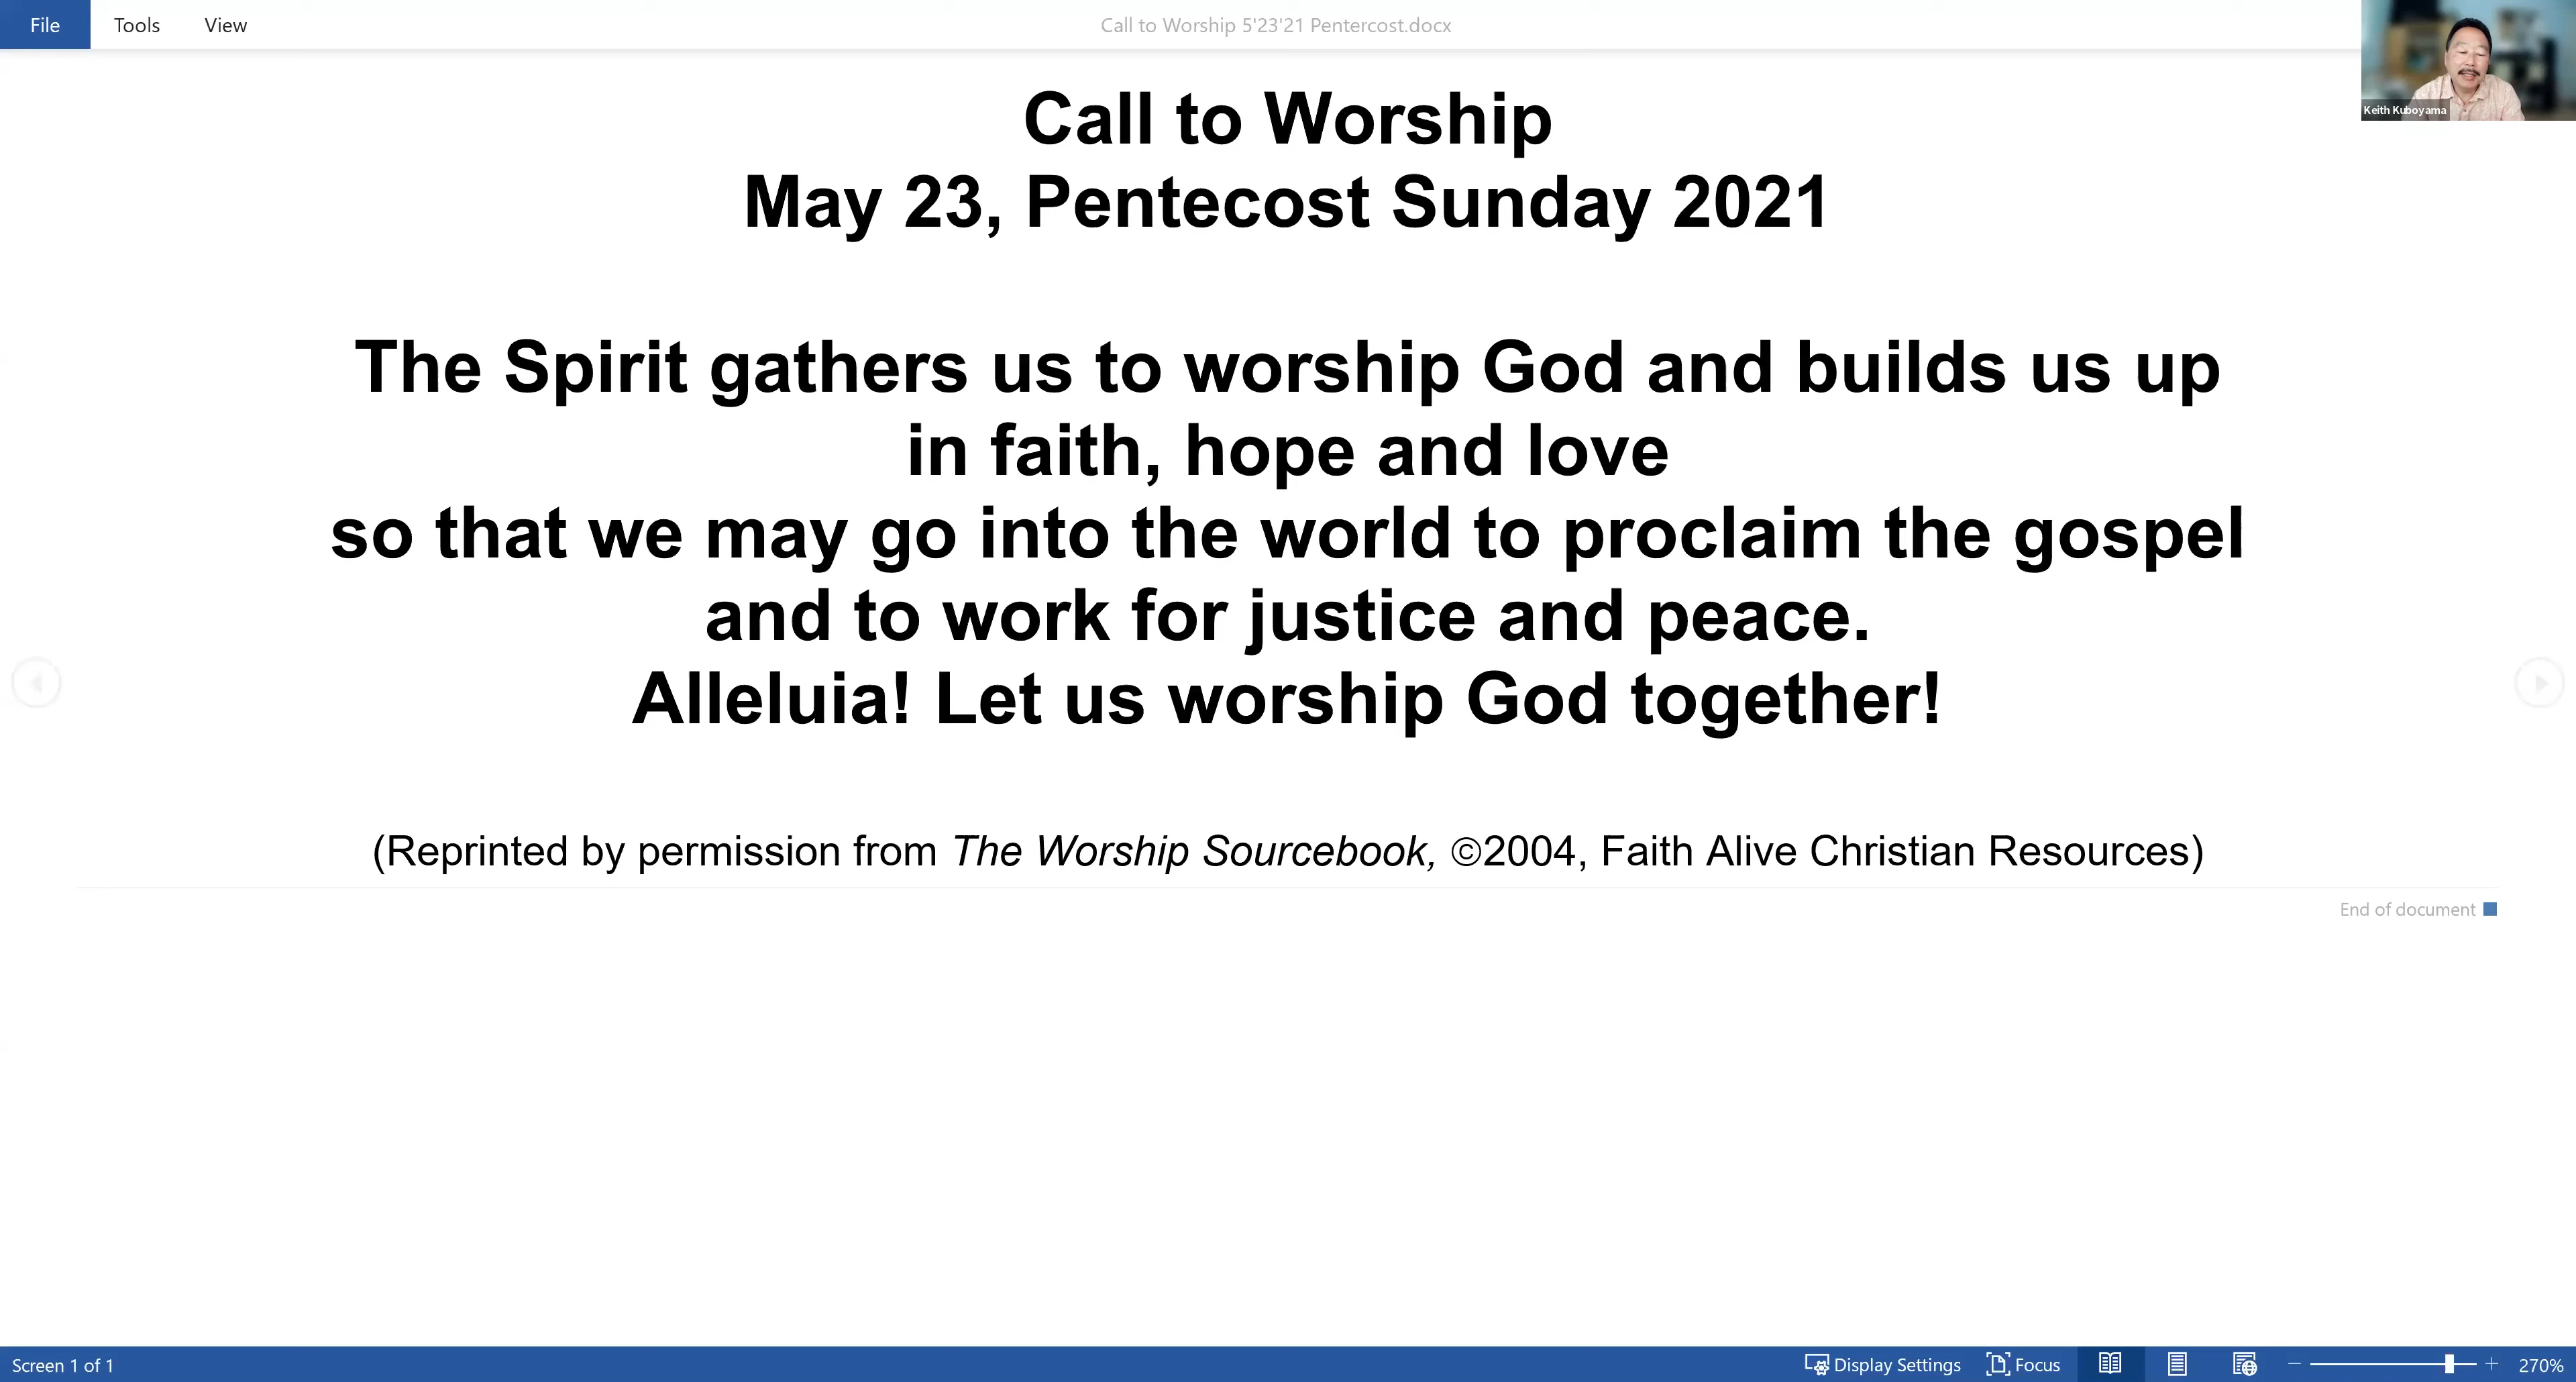 File Tools View Call to Worship 5'23'21 Pentercost.docx
Keith Kuboyama
Call to Worship
May 23, Pentecost Sunday 2021
The Spirit gathers us to worship God and builds us up
in faith, hope and love
so that we may go into the world to proclaim the gospel
and to work for justice and peace.
Alleluia! Let us worship God together!
(Reprinted by permission from The Worship Sourcebook, ©2004, Faith Alive Christian Resources)
End of document
Screen 1 of 1 Display Settings Focus 270%